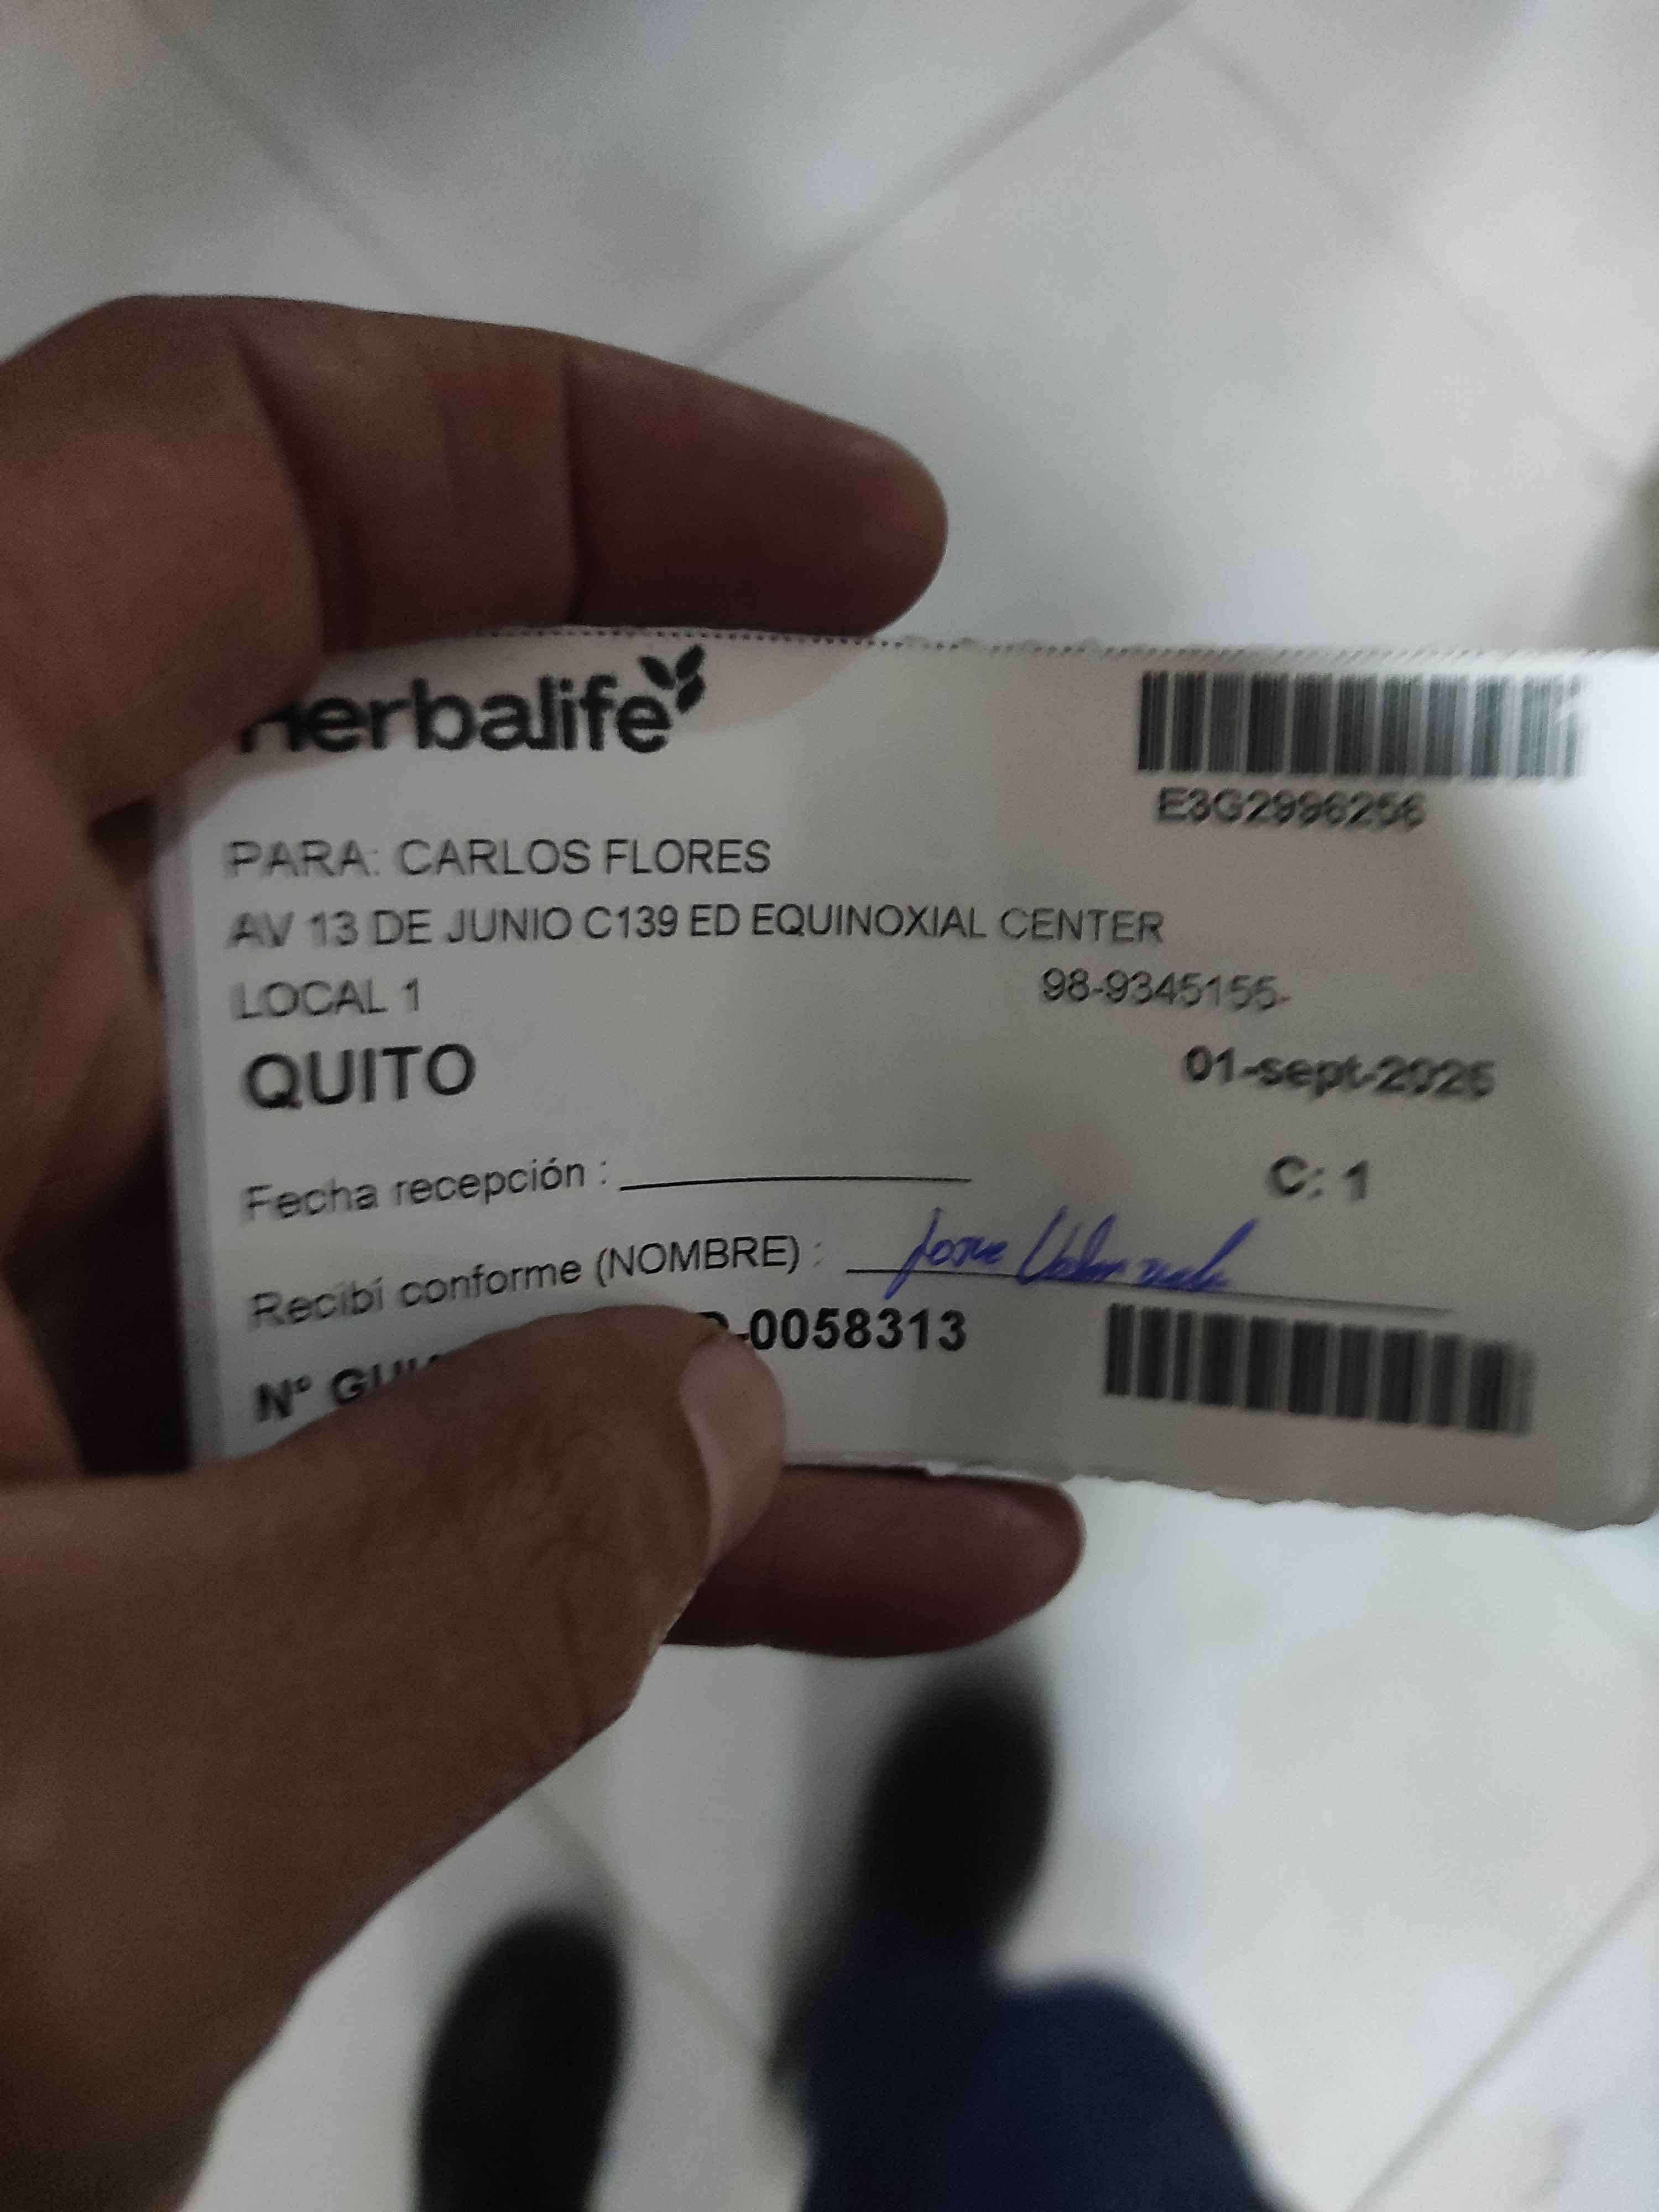 Herbalife
E3G2996256
PARA: CARLOS FLORES
AV 13 DE JUNIO C139 ED EQUINOXIAL CENTER
LOCAL 1 98-9345155-
QUITO 01-sept-2025
Fecha recepción : C: 1
Recibí conforme (NOMBRE) :
N° -0058313